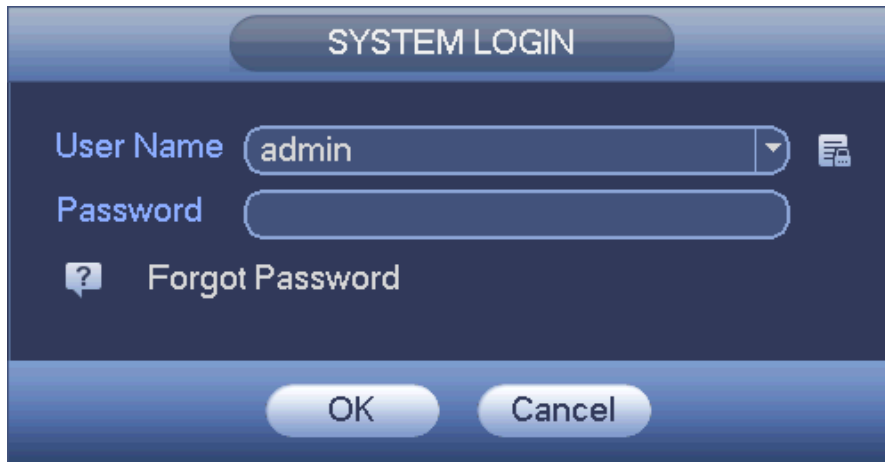 SYSTEM LOGIN
User Name admin
Password
? Forgot Password
OK Cancel